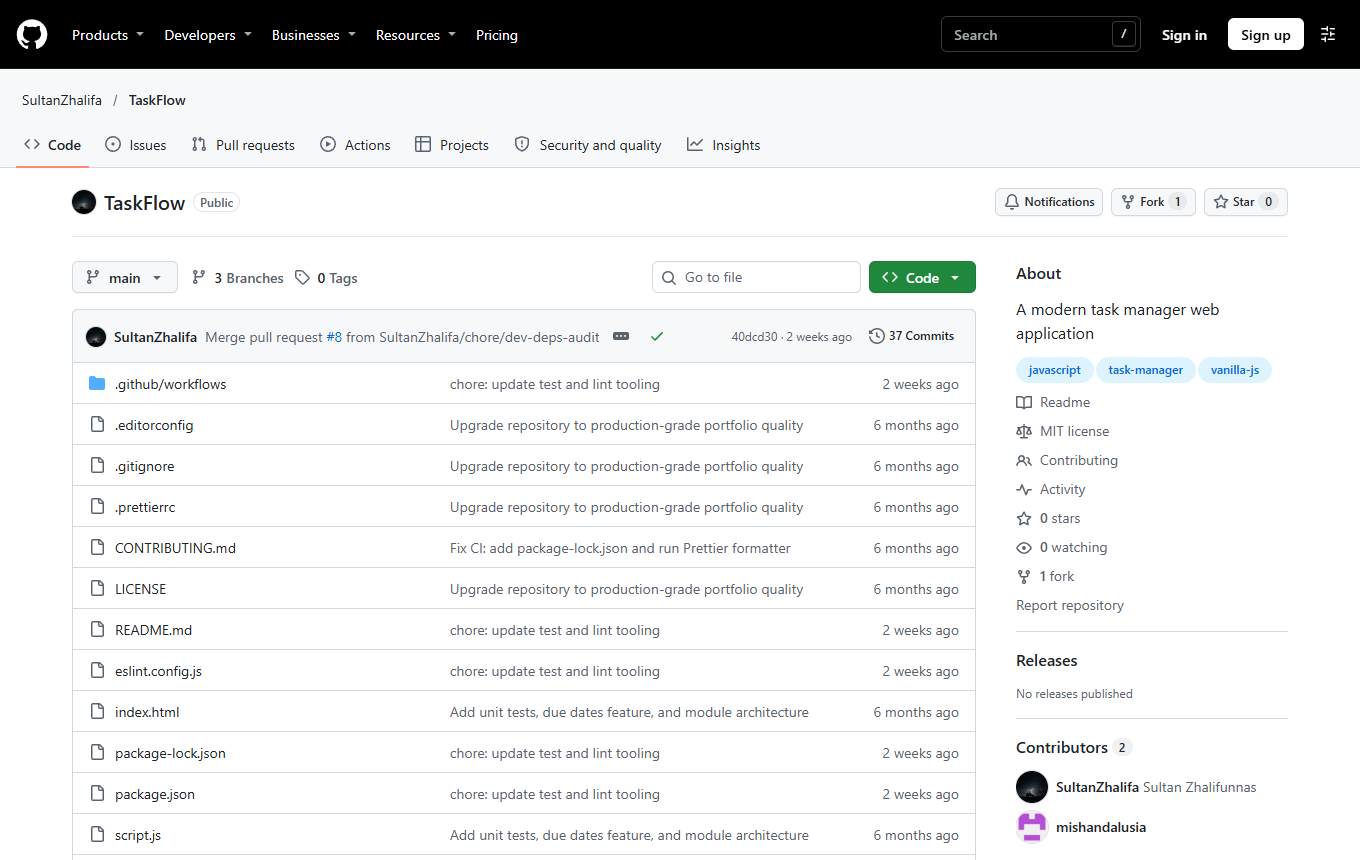 Products Developers Businesses Resources Pricing Search / Sign in Sign up
SultanZhalifa / TaskFlow
Code Issues Pull requests Actions Projects Security and quality Insights
TaskFlow Public Notifications Fork 1 Star 0
main 3 Branches 0 Tags Go to file Code
SultanZhalifa Merge pull request #8 from SultanZhalifa/chore/dev-deps-audit 40dcd30 · 2 weeks ago 37 Commits
.github/workflows chore: update test and lint tooling 2 weeks ago
.editorconfig Upgrade repository to production-grade portfolio quality 6 months ago
.gitignore Upgrade repository to production-grade portfolio quality 6 months ago
.prettierrc Upgrade repository to production-grade portfolio quality 6 months ago
CONTRIBUTING.md Fix CI: add package-lock.json and run Prettier formatter 6 months ago
LICENSE Upgrade repository to production-grade portfolio quality 6 months ago
README.md chore: update test and lint tooling 2 weeks ago
eslint.config.js chore: update test and lint tooling 2 weeks ago
index.html Add unit tests, due dates feature, and module architecture 6 months ago
package-lock.json chore: update test and lint tooling 2 weeks ago
package.json chore: update test and lint tooling 2 weeks ago
script.js Add unit tests, due dates feature, and module architecture 6 months ago
About
A modern task manager web
application
javascript task-manager vanilla-js
Readme
MIT license
Contributing
Activity
0 stars
0 watching
1 fork
Report repository
Releases
No releases published
Contributors 2
SultanZhalifa Sultan Zhalifunnas
mishandalusia